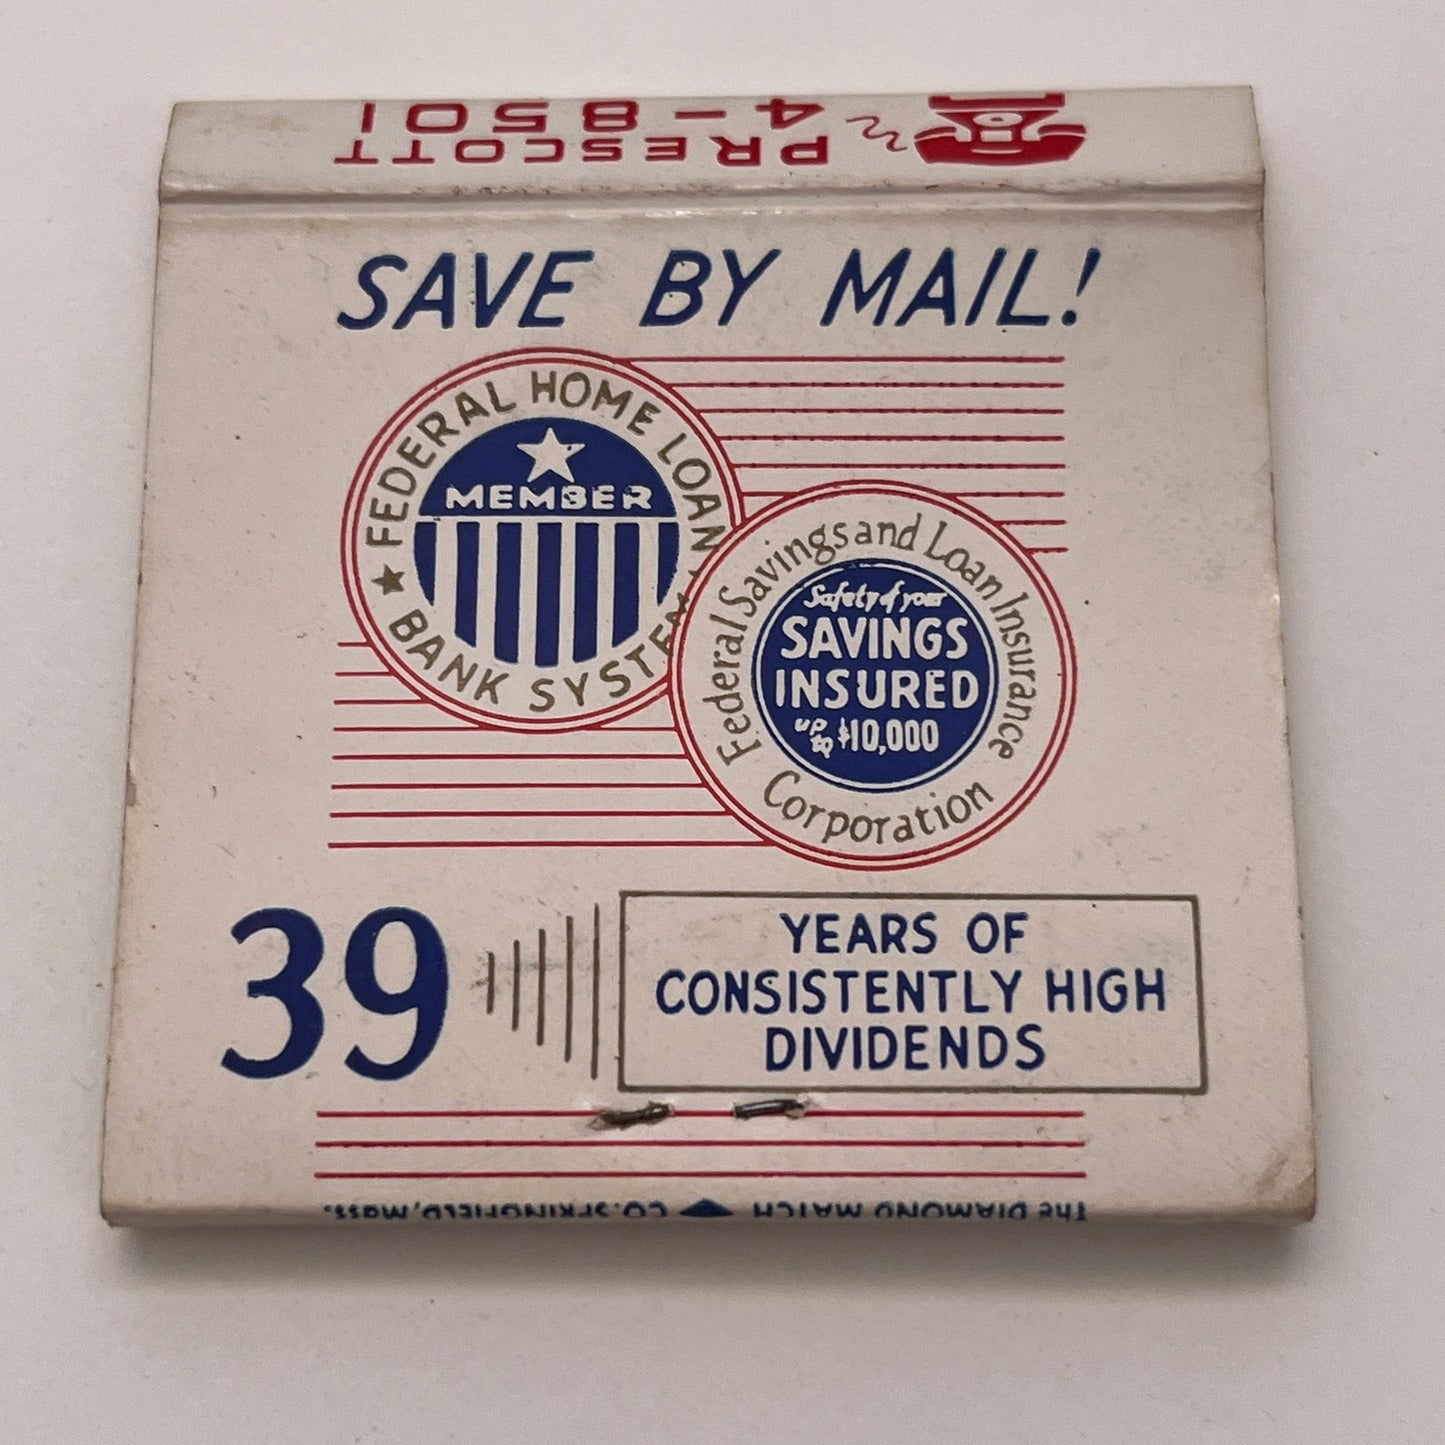 PRESCOTT
4-8501
SAVE BY MAIL!
FEDERAL HOME LOAN
BANK SYSTEM
MEMBER
Federal Savings and Loan Insurance
Corporation
Safety of your
SAVINGS
INSURED
up to $10,000
39
YEARS OF
CONSISTENTLY HIGH
DIVIDENDS
THE DIAMOND MATCH CO. SPRINGFIELD, MASS.